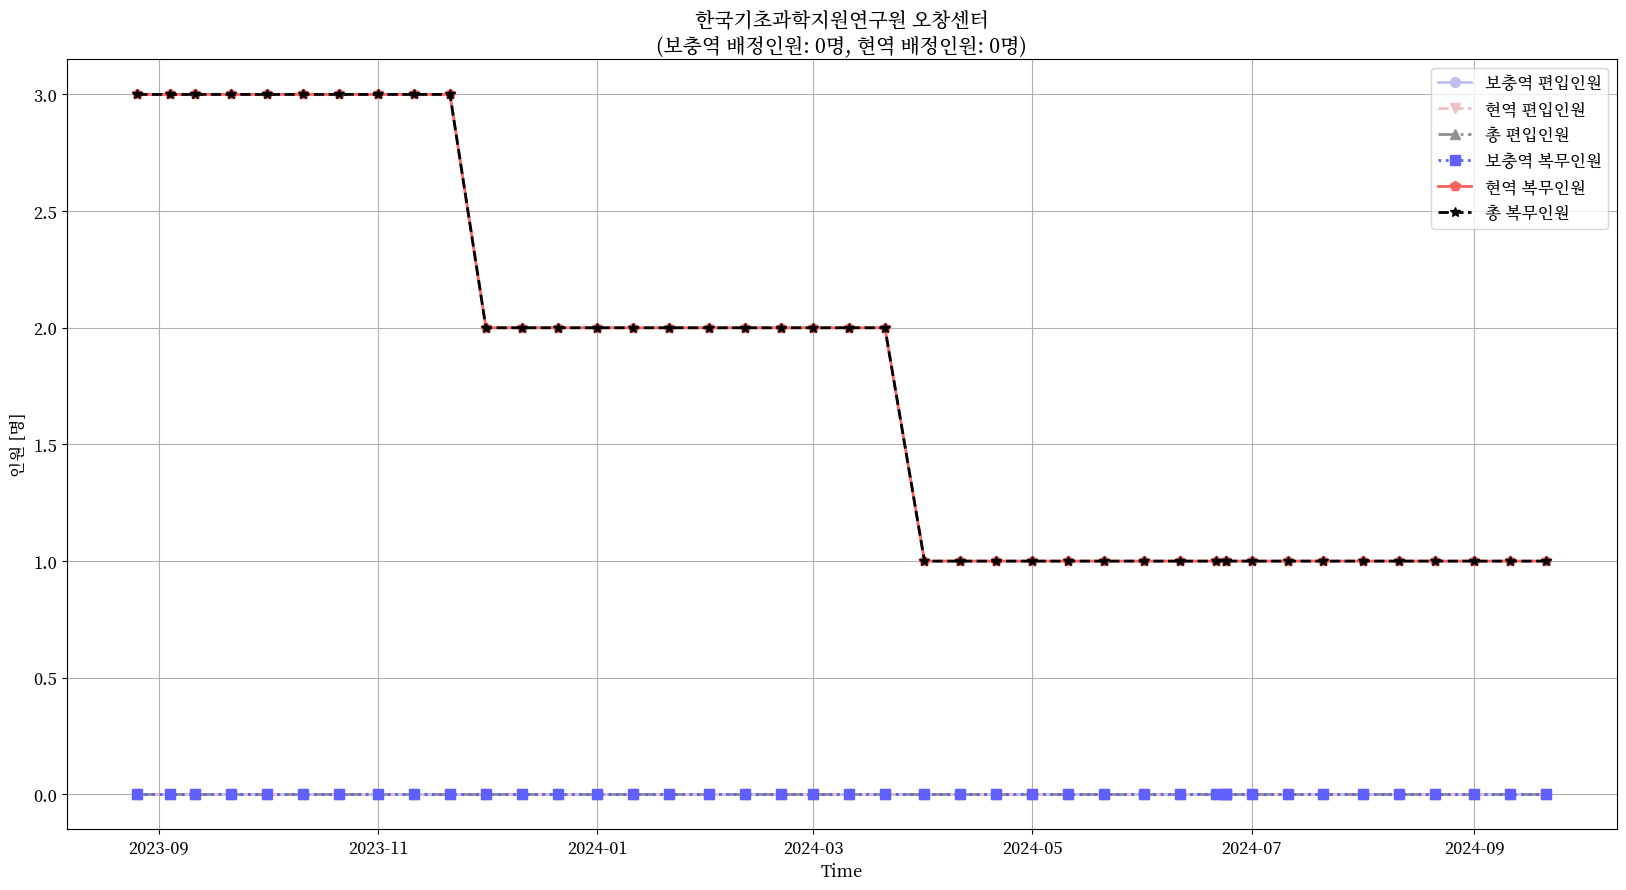 한국기초과학지원연구원 오창센터
(보충역 배정인원: 0명, 현역 배정인원: 0명)
보충역 편입인원
현역 편입인원
총 편입인원
보충역 복무인원
현역 복무인원
총 복무인원
인원 [명]
3.0
2.5
2.0
1.5
1.0
0.5
0.0
2023-09
2023-11
2024-01
2024-03
2024-05
2024-07
2024-09
Time